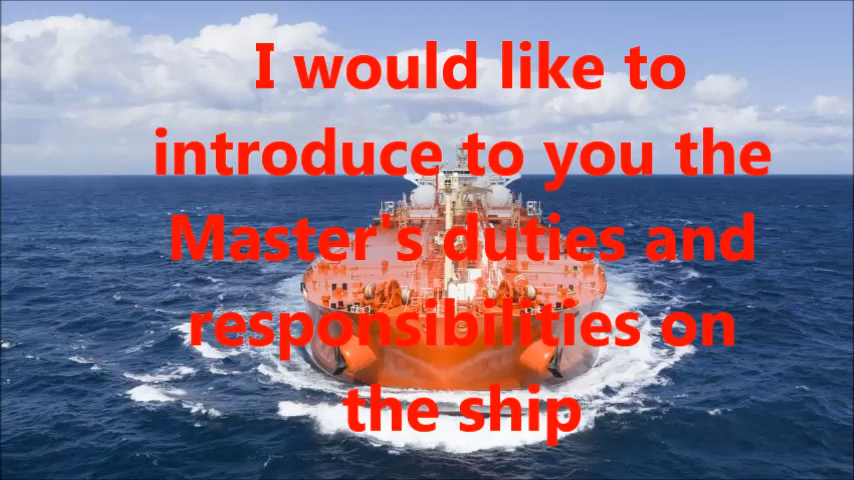 I would like to
introduce to you the
Master's duties and
responsibilities on
the ship